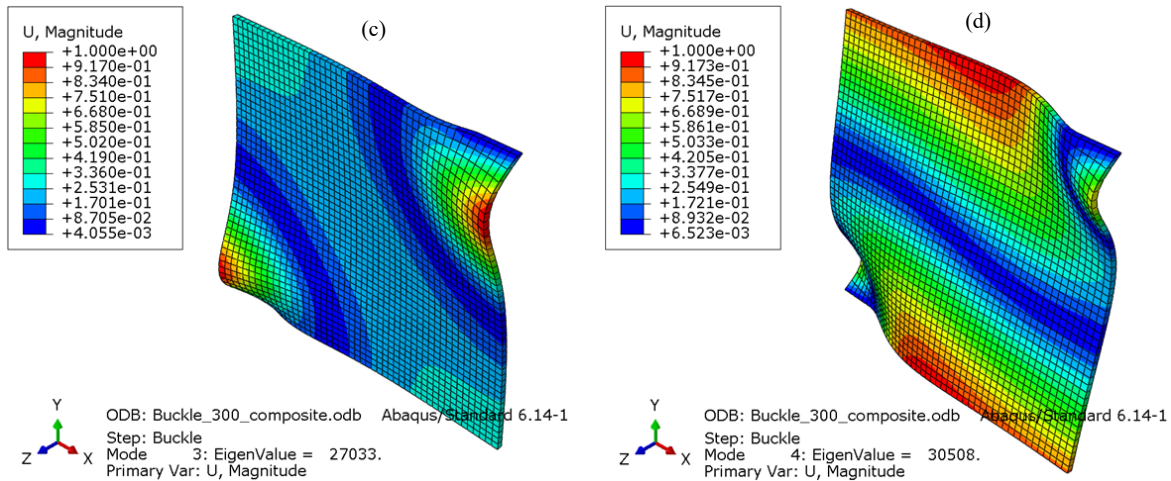 (c)
U, Magnitude
+1.000e+00
+9.170e-01
+8.340e-01
+7.510e-01
+6.680e-01
+5.850e-01
+5.020e-01
+4.190e-01
+3.360e-01
+2.531e-01
+1.701e-01
+8.705e-02
+4.055e-03
Y
Z
X
ODB: Buckle_300_composite.odb Abaqus/Standard 6.14-1
Step: Buckle
Mode 3: EigenValue = 27033.
Primary Var: U, Magnitude
(d)
U, Magnitude
+1.000e+00
+9.173e-01
+8.345e-01
+7.517e-01
+6.689e-01
+5.861e-01
+5.033e-01
+4.205e-01
+3.377e-01
+2.549e-01
+1.721e-01
+8.932e-02
+6.523e-03
Y
Z
X
ODB: Buckle_300_composite.odb Abaqus/Standard 6.14-1
Step: Buckle
Mode 4: EigenValue = 30508.
Primary Var: U, Magnitude